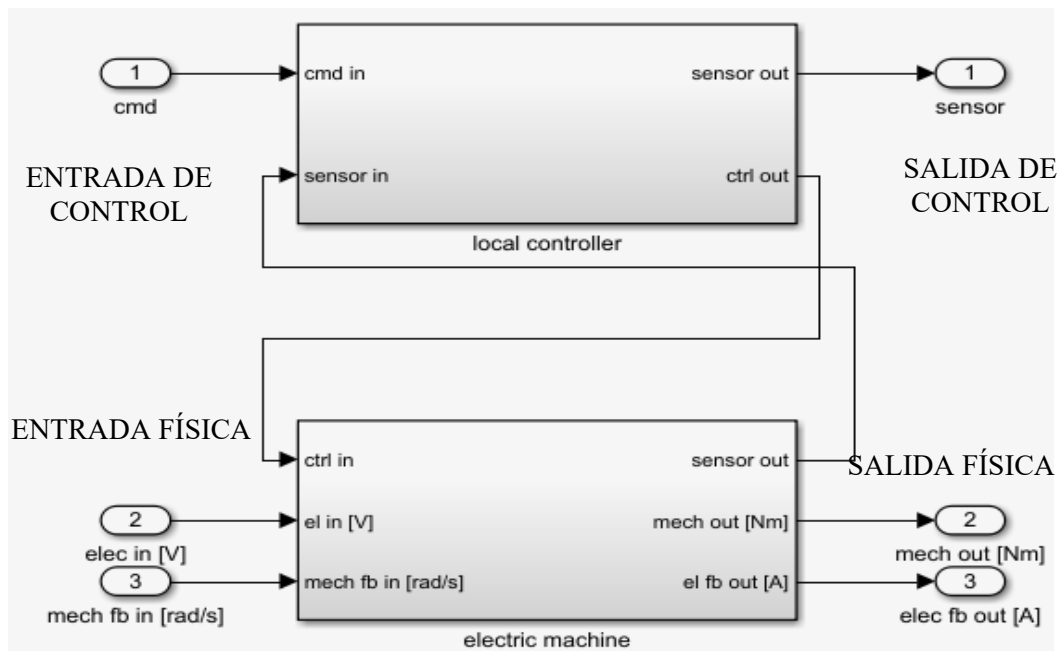 1
cmd
cmd in
sensor out
1
sensor
ENTRADA DE
CONTROL
sensor in
ctrl out
SALIDA DE
CONTROL
local controller
ENTRADA FÍSICA
ctrl in
sensor out
SALIDA FÍSICA
2
elec in [V]
el in [V]
mech out [Nm]
2
mech out [Nm]
3
mech fb in [rad/s]
mech fb in [rad/s]
el fb out [A]
3
elec fb out [A]
electric machine